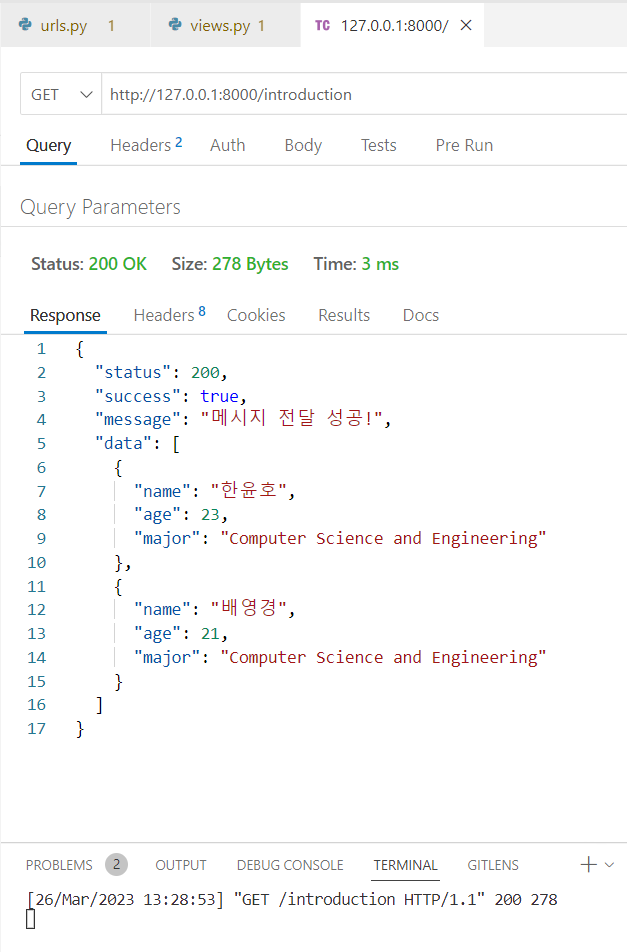 urls.py 1 views.py 1 TC 127.0.0.1:8000/
GET http://127.0.0.1:8000/introduction
Query Headers 2 Auth Body Tests Pre Run
Query Parameters
Status: 200 OK Size: 278 Bytes Time: 3 ms
Response Headers 8 Cookies Results Docs
1 {
2 "status": 200,
3 "success": true,
4 "message": "메시지 전달 성공!",
5 "data": [
6 {
7 "name": "한윤호",
8 "age": 23,
9 "major": "Computer Science and Engineering"
10 },
11 {
12 "name": "배영경",
13 "age": 21,
14 "major": "Computer Science and Engineering"
15 }
16 ]
17 }
PROBLEMS 2 OUTPUT DEBUG CONSOLE TERMINAL GITLENS
[26/Mar/2023 13:28:53] "GET /introduction HTTP/1.1" 200 278